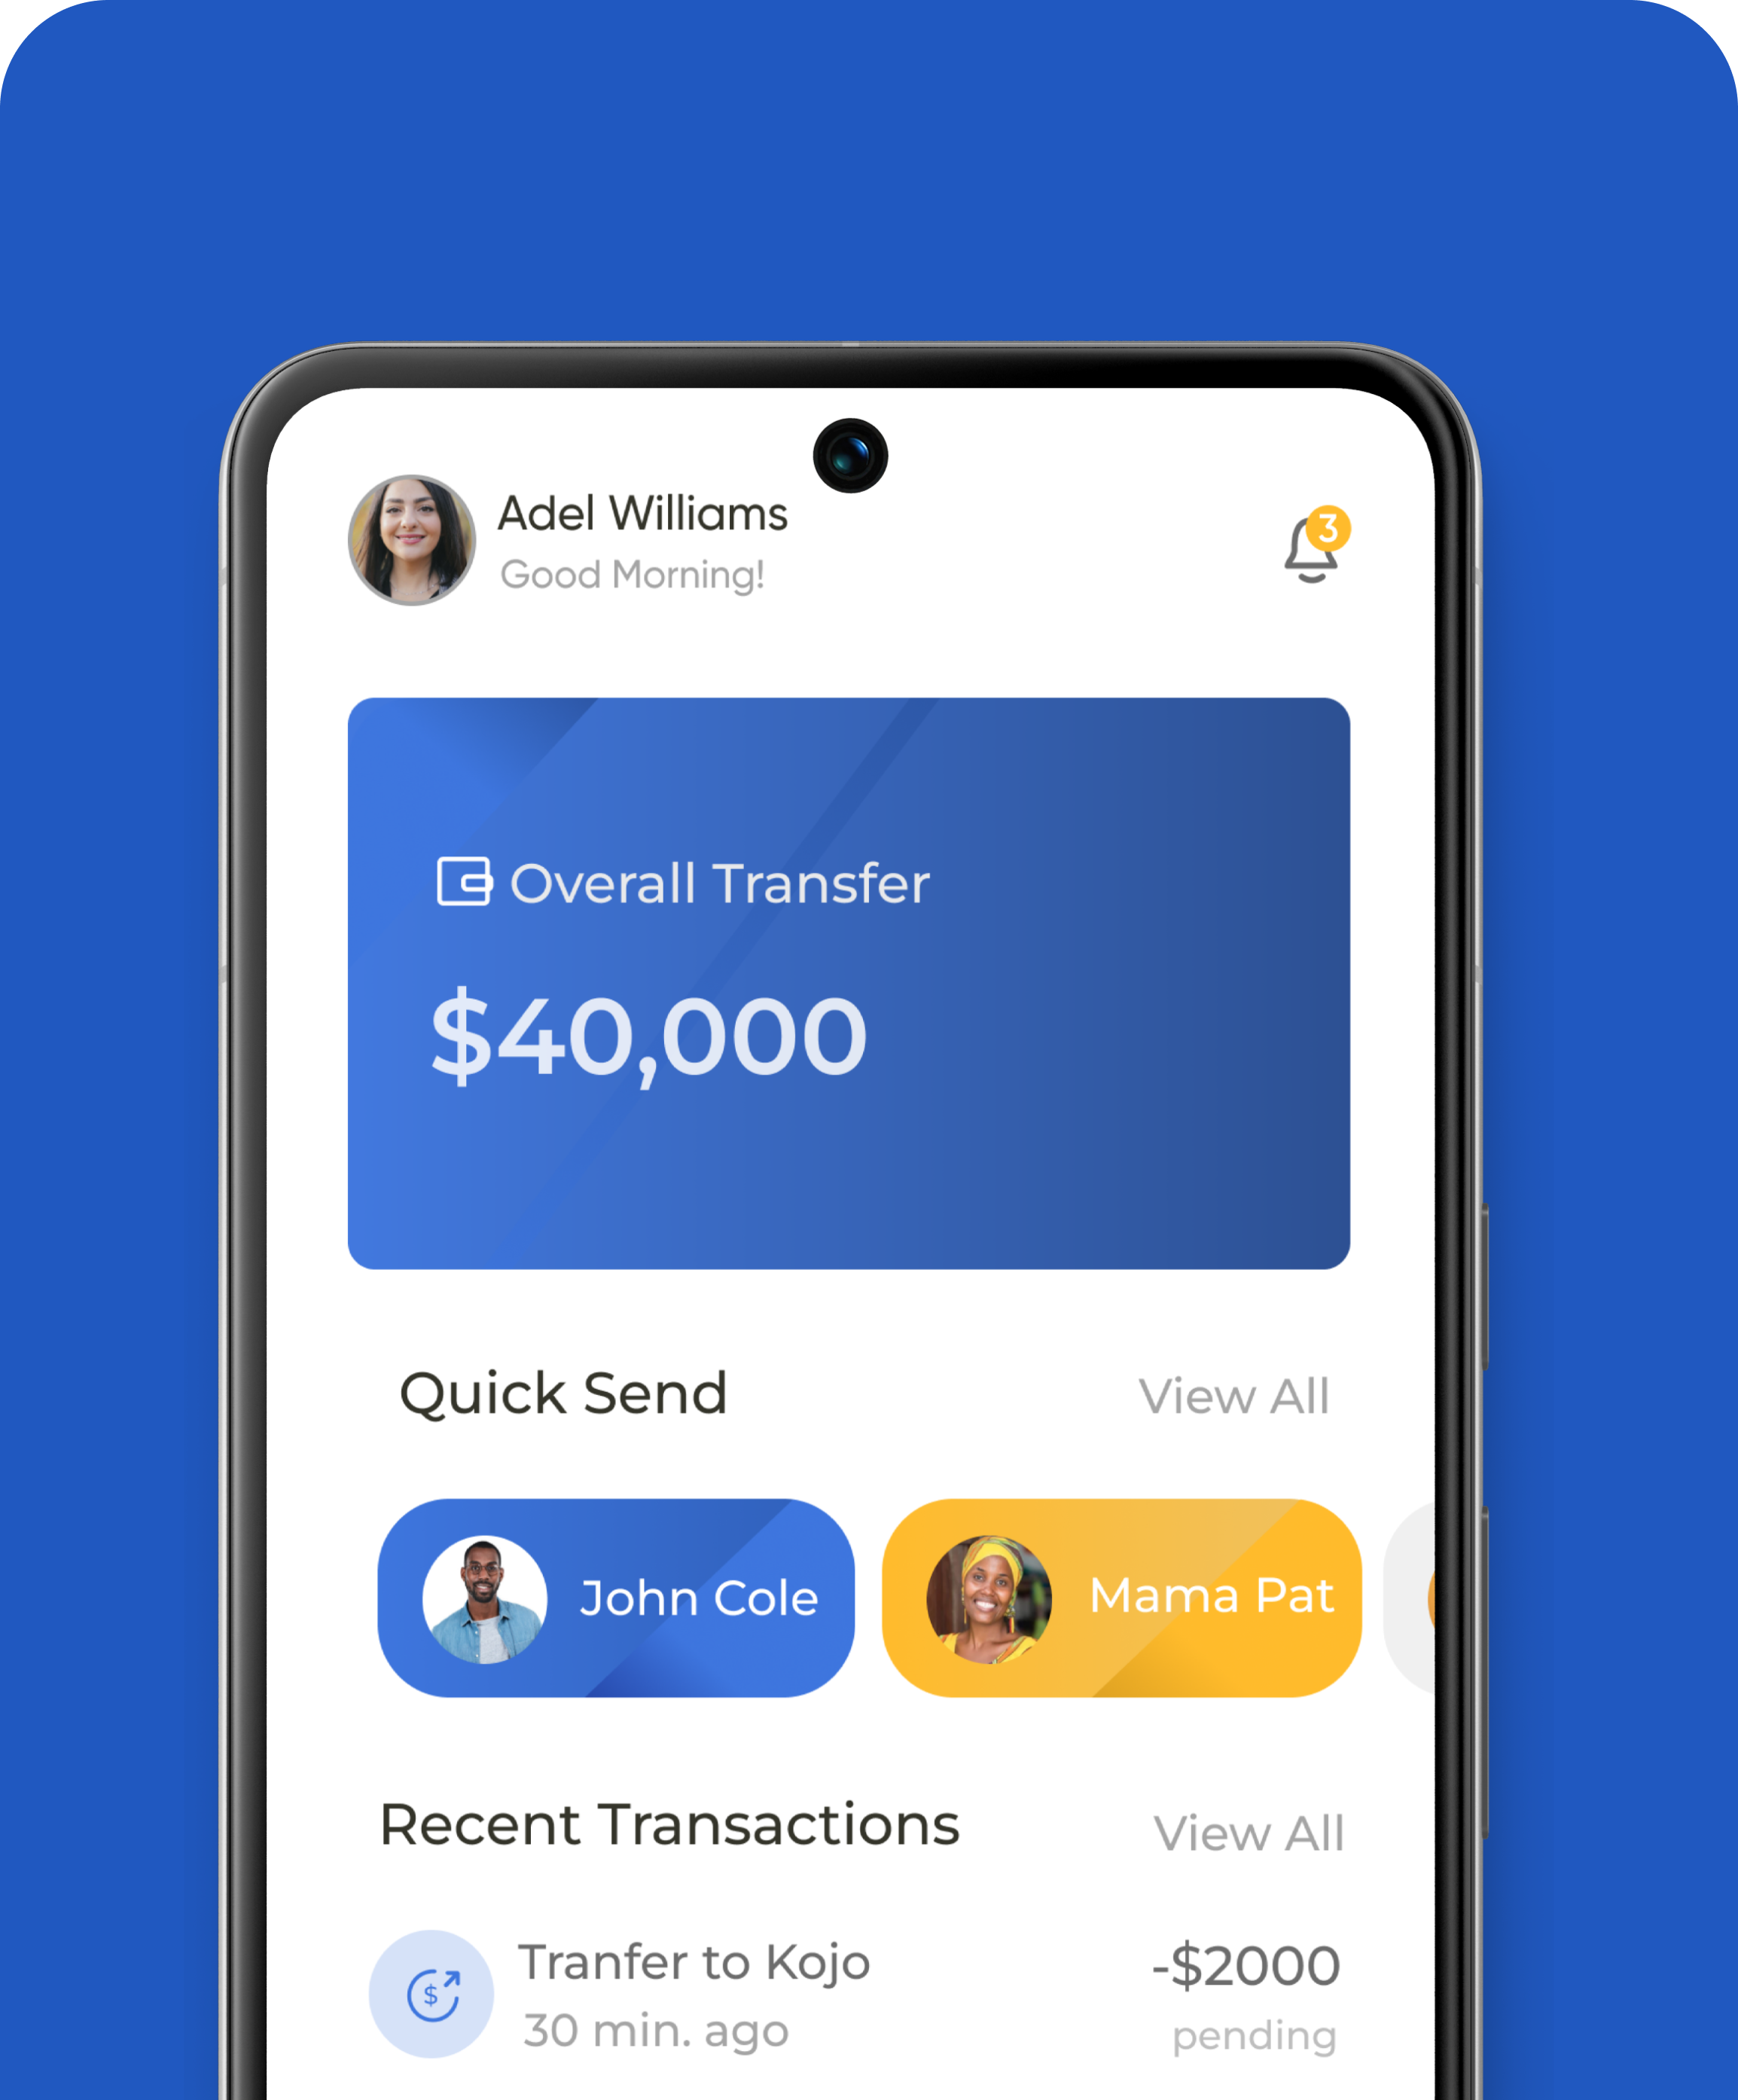 Adel Williams
Good Morning!
3
Overall Transfer
$40,000
Quick Send
View All
John Cole
Mama Pat
Recent Transactions
View All
Tranfer to Kojo
-$2000
30 min. ago
pending